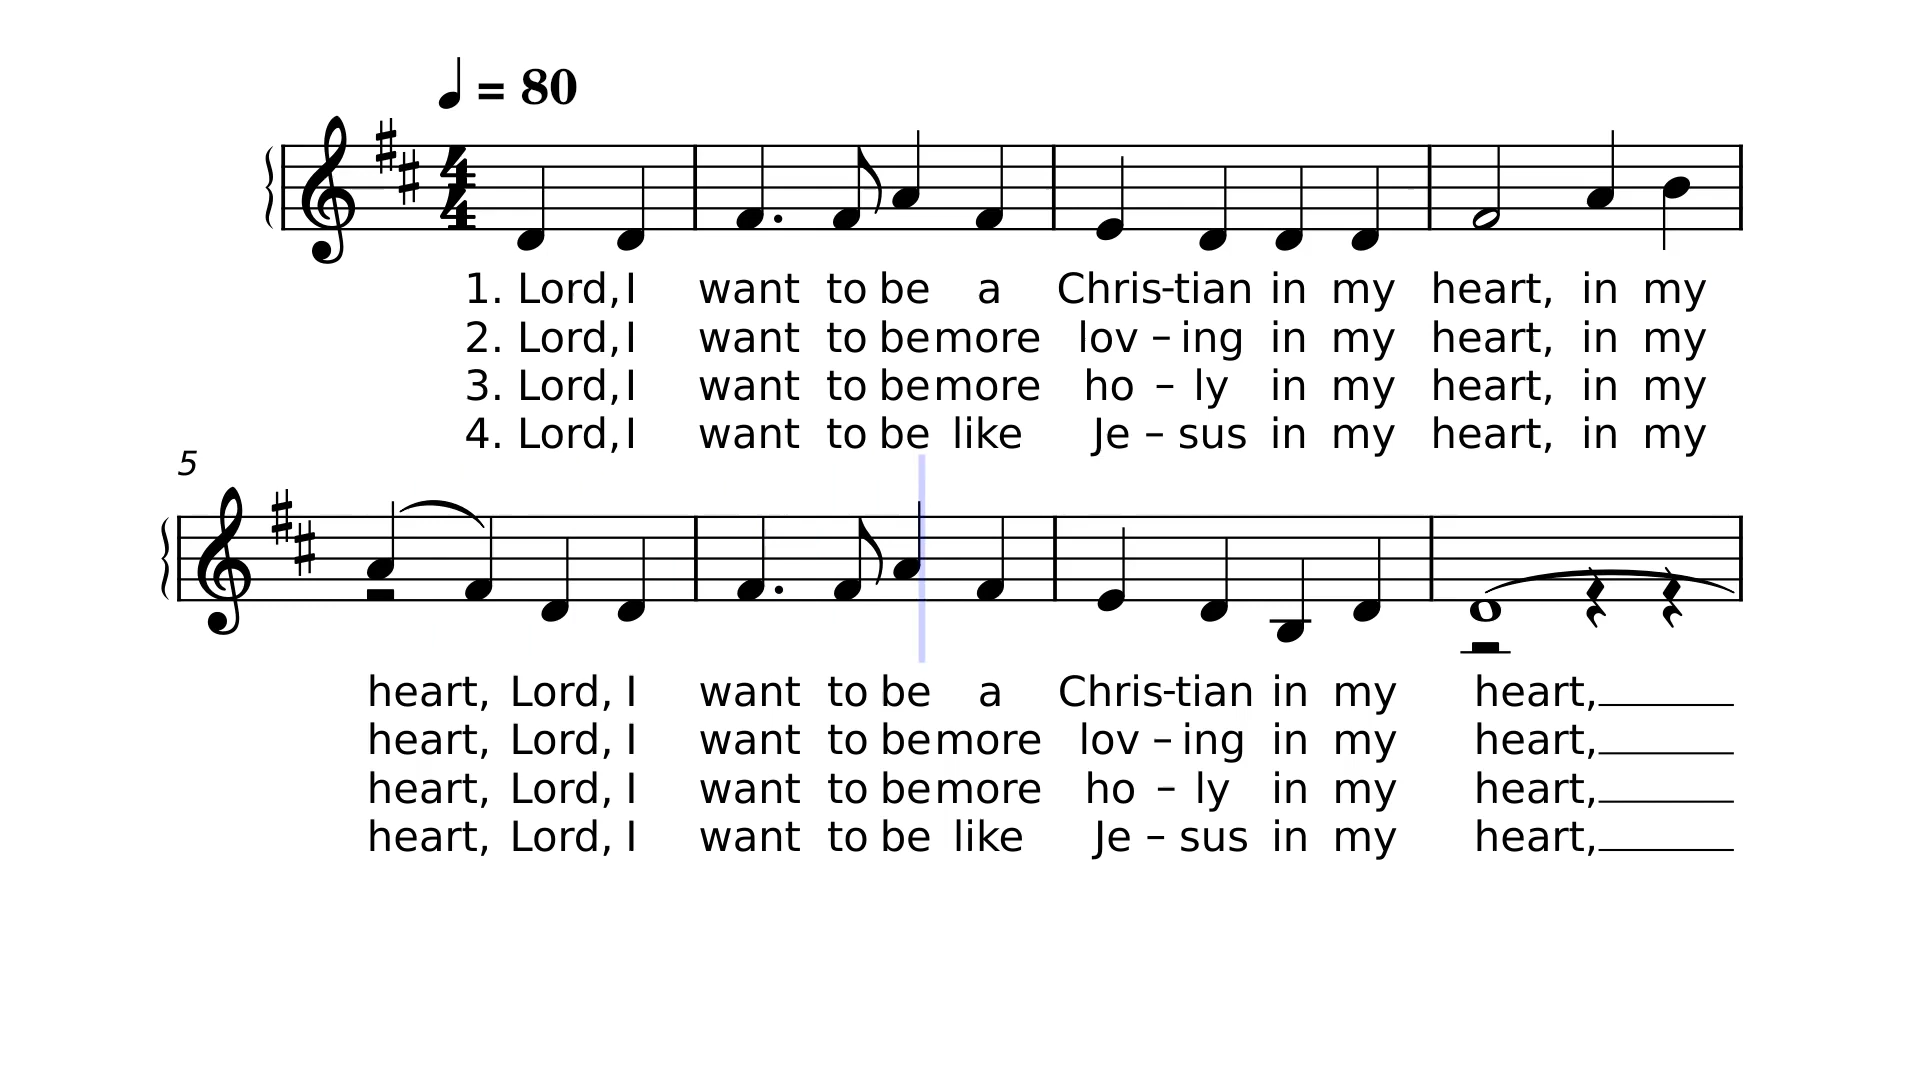 = 80
1. Lord, I want to be a Chris-tian in my heart, in my
2. Lord, I want to be more lov – ing in my heart, in my
3. Lord, I want to be more ho – ly in my heart, in my
4. Lord, I want to be like Je – sus in my heart, in my
5
heart, Lord, I want to be a Chris-tian in my heart,
heart, Lord, I want to be more lov – ing in my heart,
heart, Lord, I want to be more ho – ly in my heart,
heart, Lord, I want to be like Je – sus in my heart,